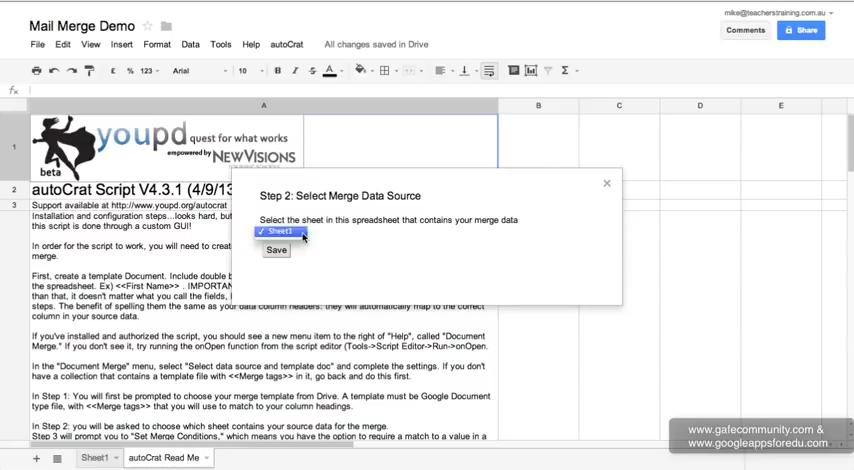 mike@teacherstraining.com.au
Mail Merge Demo
Comments
Share
File Edit View Insert Format Data Tools Help autoCrat All changes saved in Drive
£ % 123 Arial 10 B I S A Σ
fx
A B C D E
1
youpd quest for what works
empowered by NEWVISIONS
beta
2 autoCrat Script V4.3.1 (4/9/13
3 Support available at http://www.youpd.org/autocrat
Installation and configuration steps...looks hard, but
this script is done through a custom GUI!
In order for the script to work, you will need to creat
merge.
First, create a template Document. Include double b
the spreadsheet. Ex) <<First Name>> . IMPORTAN
than that, it doesn't matter what you call the fields,
steps. The benefit of spelling them the same as your data column headers: they will automatically map to the correct
column in your source data.
If you've installed and authorized the script, you should see a new menu item to the right of "Help", called "Document
Merge." If you don't see it, try running the onOpen function from the script editor (Tools->Script Editor->Run->onOpen.
In the "Document Merge" menu, select "Select data source and template doc" and complete the settings. If you don't
have a collection that contains a template file with <<Merge tags>> in it, go back and do this first.
In Step 1: You will first be prompted to choose your merge template from Drive. A template must be Google Document
type file, with <<Merge tags>> that you will use to match to your column headings.
In Step 2: you will be asked to choose which sheet contains your source data for the merge.
Step 3 will prompt you to "Set Merge Conditions," which means you have the option to require a match to a value in a
Step 2: Select Merge Data Source
Select the sheet in this spreadsheet that contains your merge data
✓ Sheet1
Save
www.gafecommunity.com &
www.googleappsforedu.com
Sheet1 autoCrat Read Me